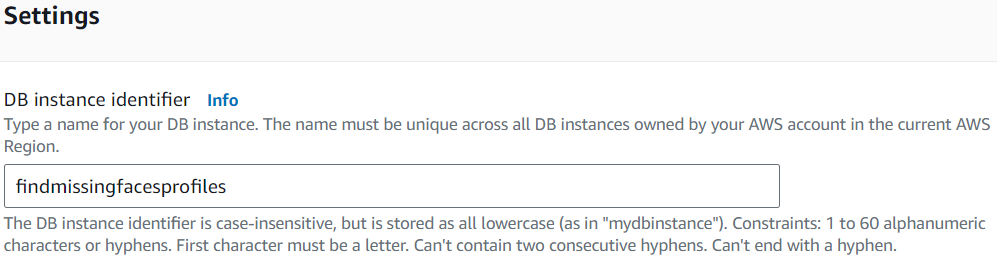 Settings
DB instance identifier Info
Type a name for your DB instance. The name must be unique across all DB instances owned by your AWS account in the current AWS
Region.
findmissingfacesprofiles
The DB instance identifier is case-insensitive, but is stored as all lowercase (as in "mydbinstance"). Constraints: 1 to 60 alphanumeric
characters or hyphens. First character must be a letter. Can't contain two consecutive hyphens. Can't end with a hyphen.